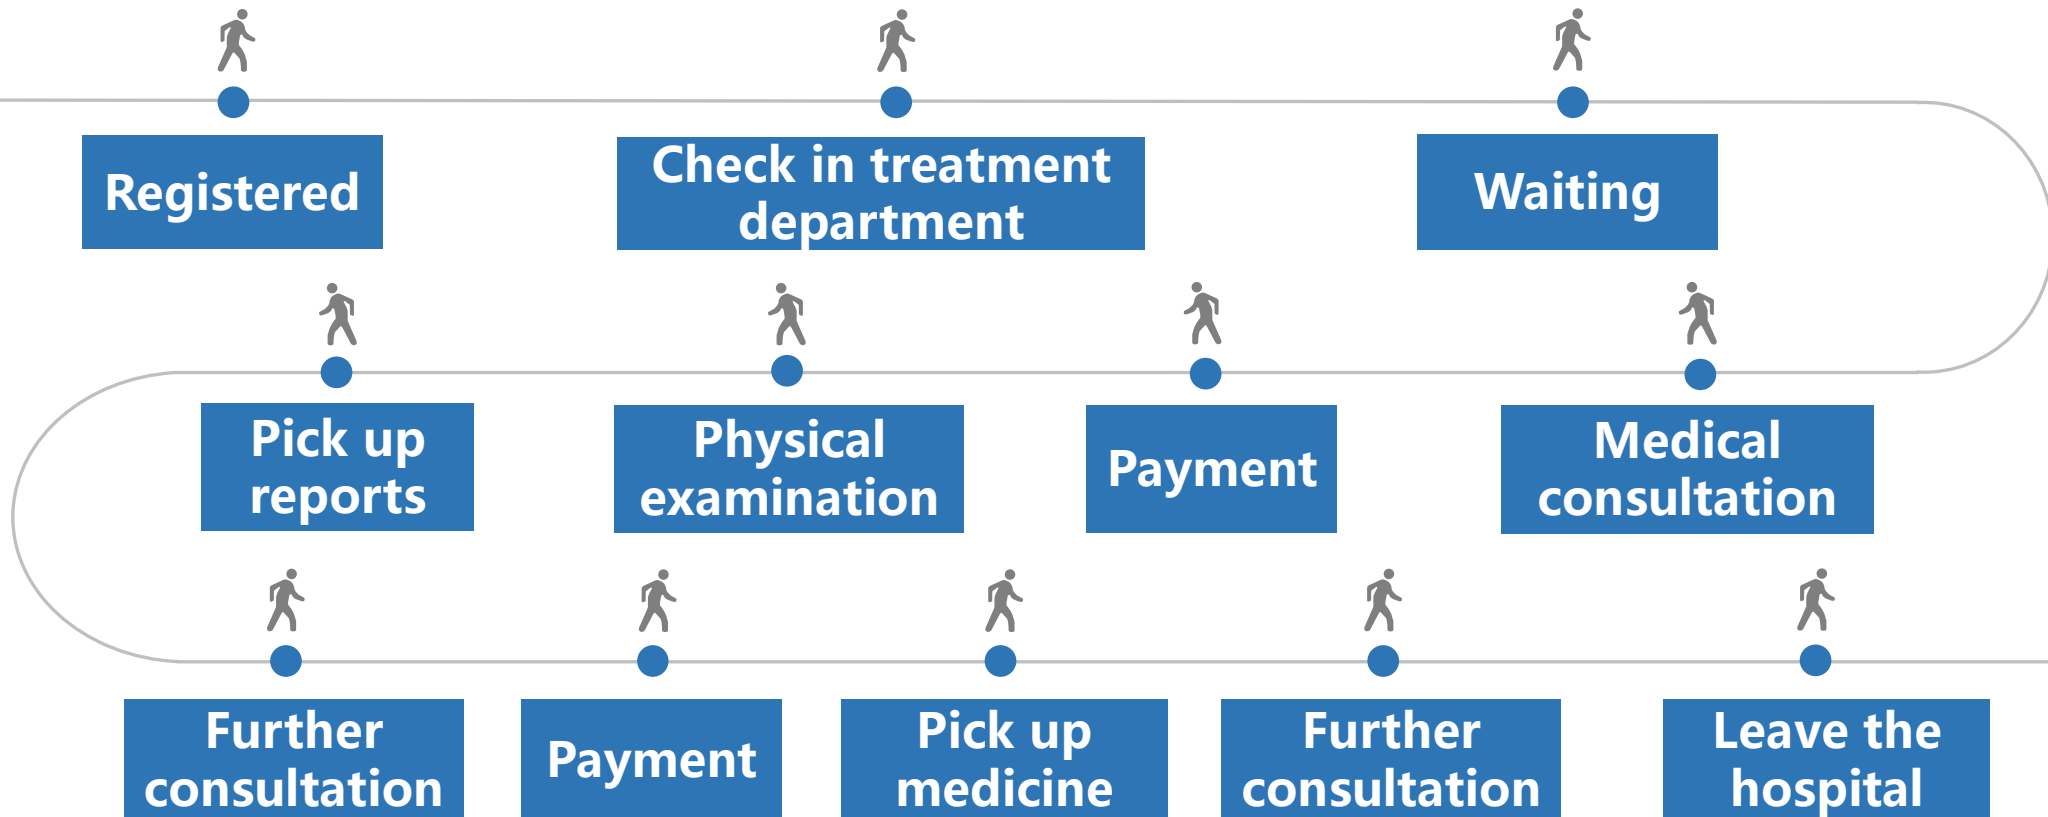 Registered
Check in treatment
department
Waiting
Pick up
reports
Physical
examination
Payment
Medical
consultation
Further
consultation
Payment
Pick up
medicine
Further
consultation
Leave the
hospital